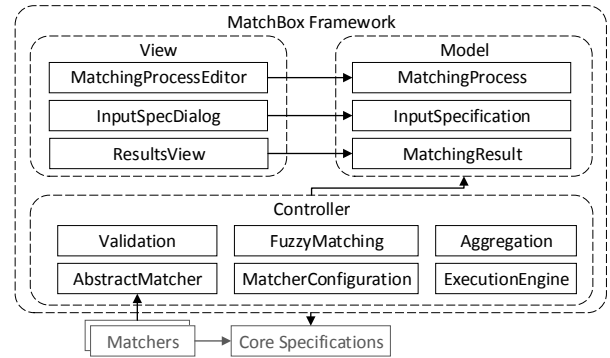 MatchBox Framework
View
Model
MatchingProcessEditor
MatchingProcess
InputSpecDialog
InputSpecification
ResultsView
MatchingResult
Controller
Validation
FuzzyMatching
Aggregation
AbstractMatcher
MatcherConfiguration
ExecutionEngine
Matchers
Core Specifications